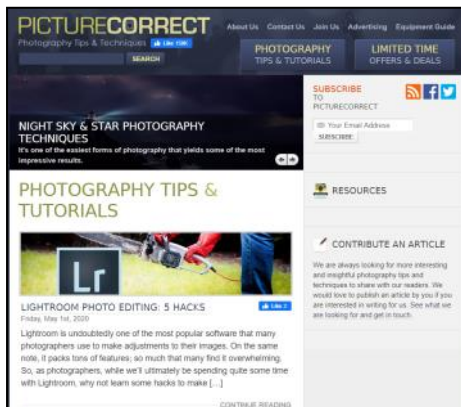 PICTURECORRECT
Photography Tips & Techniques
About Us Contact Us Join Us Advertising Equipment Guide
SEARCH
PHOTOGRAPHY
TIPS & TUTORIALS
LIMITED TIME
OFFERS & DEALS
NIGHT SKY & STAR PHOTOGRAPHY
TECHNIQUES
It's one of the easiest forms of photography that yields some of the most
impressive results.
SUBSCRIBE
TO
PICTURECORRECT
Your Email Address
SUBSCRIBE
PHOTOGRAPHY TIPS &
TUTORIALS
Lr
LIGHTROOM PHOTO EDITING: 5 HACKS
Like 2
Friday, May 1st, 2020
Lightroom is undoubtedly one of the most popular software that many
photographers use to make adjustments to their images. On the same
note, it packs tons of features; so much that many find it overwhelming.
So, as photographers, while we'll ultimately be spending quite some time
with Lightroom, why not learn some hacks to make […]
CONTINUE READING
RESOURCES
CONTRIBUTE AN ARTICLE
We are always looking for more interesting
and insightful photography tips and
techniques to share with our readers. We
would love to publish an article by you if you
are interested in writing for us. See what we
are looking for and get in touch.